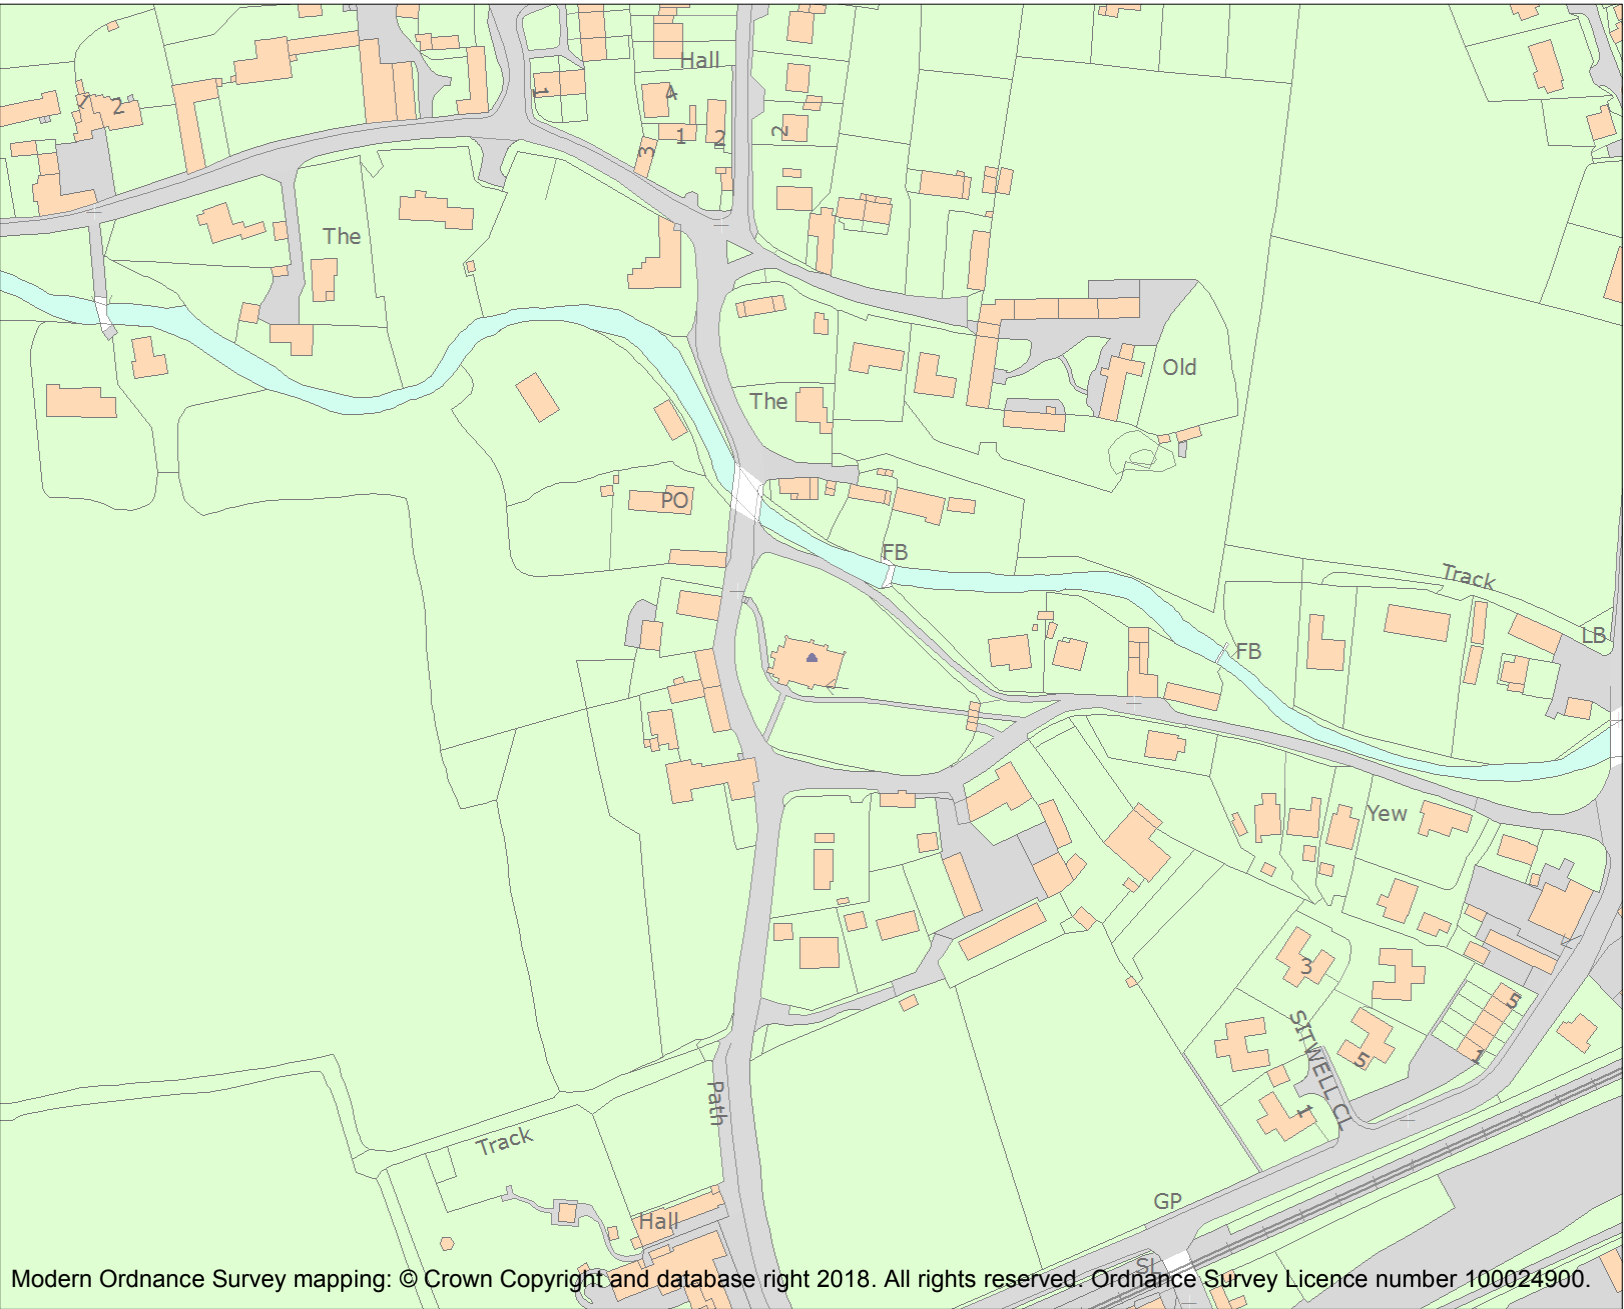 Hall
1
2
1
4
3
1
2
2
The
Old
The
PO
FB
Track
LB
FB
Yew
3
SITWELL CL
5
5
1
1
Path
Track
GP
Hall
SL
Modern Ordnance Survey mapping: © Crown Copyright and database right 2018. All rights reserved. Ordnance Survey Licence number 100024900.